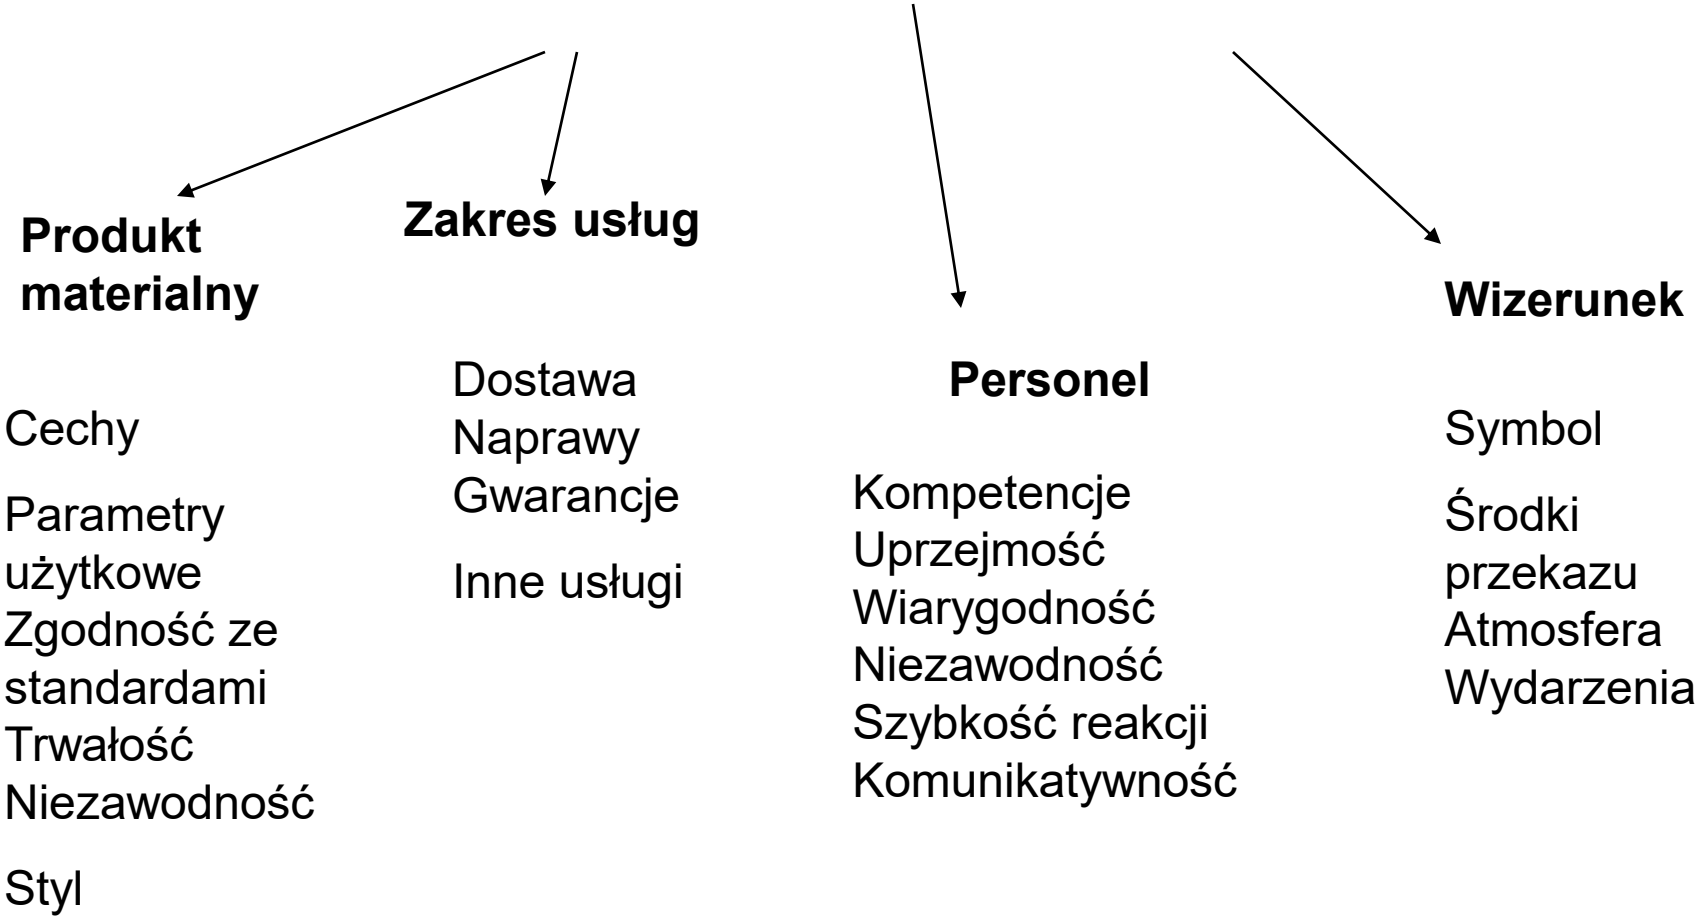 Produkt
materialny
Cechy
Parametry
użytkowe
Zgodność ze
standardami
Trwałość
Niezawodność
Styl
Zakres usług
Dostawa
Naprawy
Gwarancje
Inne usługi
Personel
Kompetencje
Uprzejmość
Wiarygodność
Niezawodność
Szybkość reakcji
Komunikatywność
Wizerunek
Symbol
Środki
przekazu
Atmosfera
Wydarzenia